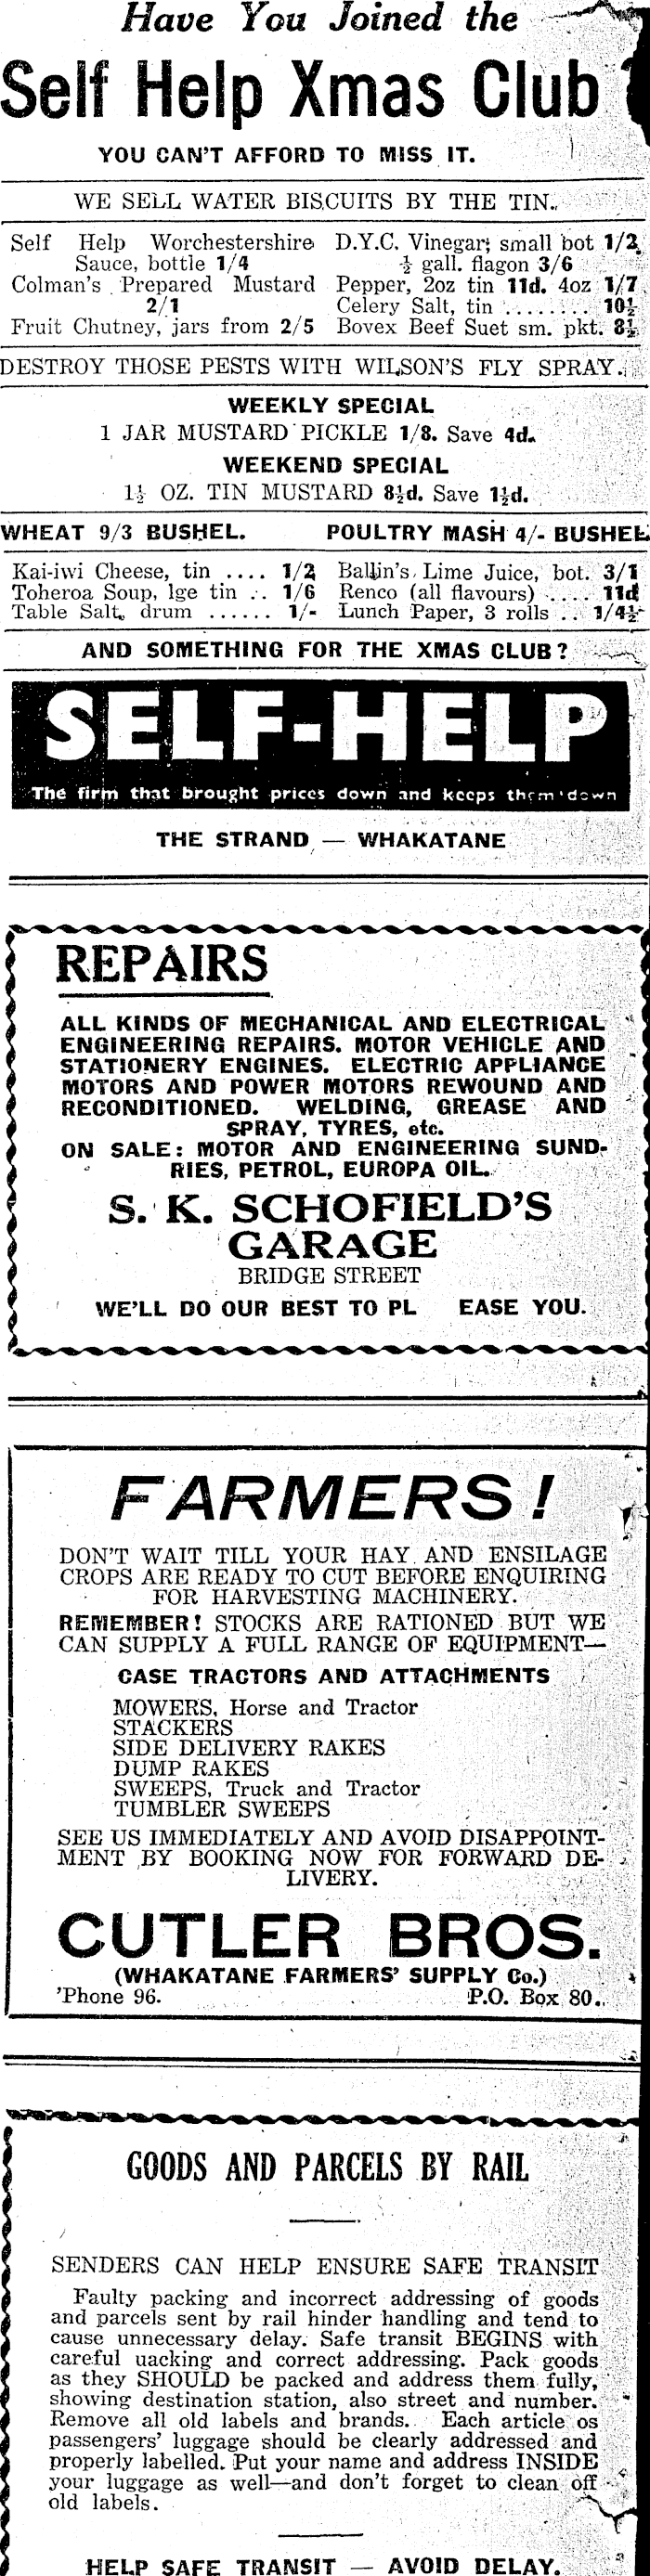 Have You Joined the
Self Help Xmas Club ?
YOU CAN'T AFFORD TO MISS IT.
WE SELL WATER BISCUITS BY THE TIN.
Self Help Worchestershire
Sauce, bottle 1/4
Colman's Prepared Mustard
2/1
Fruit Chutney, jars from 2/5
D.Y.C. Vinegar; small bot 1/2
½ gall. flagon 3/6
Pepper, 2oz tin 11d. 4oz 1/7
Celery Salt, tin ........ 10½
Bovex Beef Suet sm. pkt. 8½
DESTROY THOSE PESTS WITH WILSON'S FLY SPRAY.
WEEKLY SPECIAL
1 JAR MUSTARD PICKLE 1/8. Save 4d.
WEEKEND SPECIAL
1½ OZ. TIN MUSTARD 8½d. Save 1½d.
WHEAT 9/3 BUSHEL. POULTRY MASH 4/- BUSHEL
Kai-iwi Cheese, tin .... 1/2
Toheroa Soup, lge tin .. 1/6
Table Salt, drum ...... 1/-
Ballin's Lime Juice, bot. 3/1
Renco (all flavours) .... 11d
Lunch Paper, 3 rolls .. 1/4½
AND SOMETHING FOR THE XMAS CLUB?
SELF-HELP
The firm that brought prices down and keeps them down
THE STRAND — WHAKATANE
REPAIRS
ALL KINDS OF MECHANICAL AND ELECTRICAL
ENGINEERING REPAIRS. MOTOR VEHICLE AND
STATIONERY ENGINES. ELECTRIC APPLIANCE
MOTORS AND POWER MOTORS REWOUND AND
RECONDITIONED. WELDING, GREASE AND
SPRAY, TYRES, etc.
ON SALE: MOTOR AND ENGINEERING SUND-
RIES, PETROL, EUROPA OIL.
S. K. SCHOFIELD'S
GARAGE
BRIDGE STREET
WE'LL DO OUR BEST TO PL EASE YOU.
FARMERS!
DON'T WAIT TILL YOUR HAY AND ENSILAGE
CROPS ARE READY TO CUT BEFORE ENQUIRING
FOR HARVESTING MACHINERY.
REMEMBER! STOCKS ARE RATIONED BUT WE
CAN SUPPLY A FULL RANGE OF EQUIPMENT—
CASE TRACTORS AND ATTACHMENTS
MOWERS, Horse and Tractor
STACKERS
SIDE DELIVERY RAKES
DUMP RAKES
SWEEPS, Truck and Tractor
TUMBLER SWEEPS
SEE US IMMEDIATELY AND AVOID DISAPPOINT-
MENT BY BOOKING NOW FOR FORWARD DE-
LIVERY.
CUTLER BROS.
(WHAKATANE FARMERS' SUPPLY Co.)
'Phone 96. P.O. Box 80.
GOODS AND PARCELS BY RAIL
SENDERS CAN HELP ENSURE SAFE TRANSIT
Faulty packing and incorrect addressing of goods
and parcels sent by rail hinder handling and tend to
cause unnecessary delay. Safe transit BEGINS with
careful uacking and correct addressing. Pack goods
as they SHOULD be packed and address them fully,
showing destination station, also street and number.
Remove all old labels and brands. Each article os
passengers' luggage should be clearly addressed and
properly labelled. Put your name and address INSIDE
your luggage as well—and don't forget to clean off
old labels.
HELP SAFE TRANSIT — AVOID DELAY.